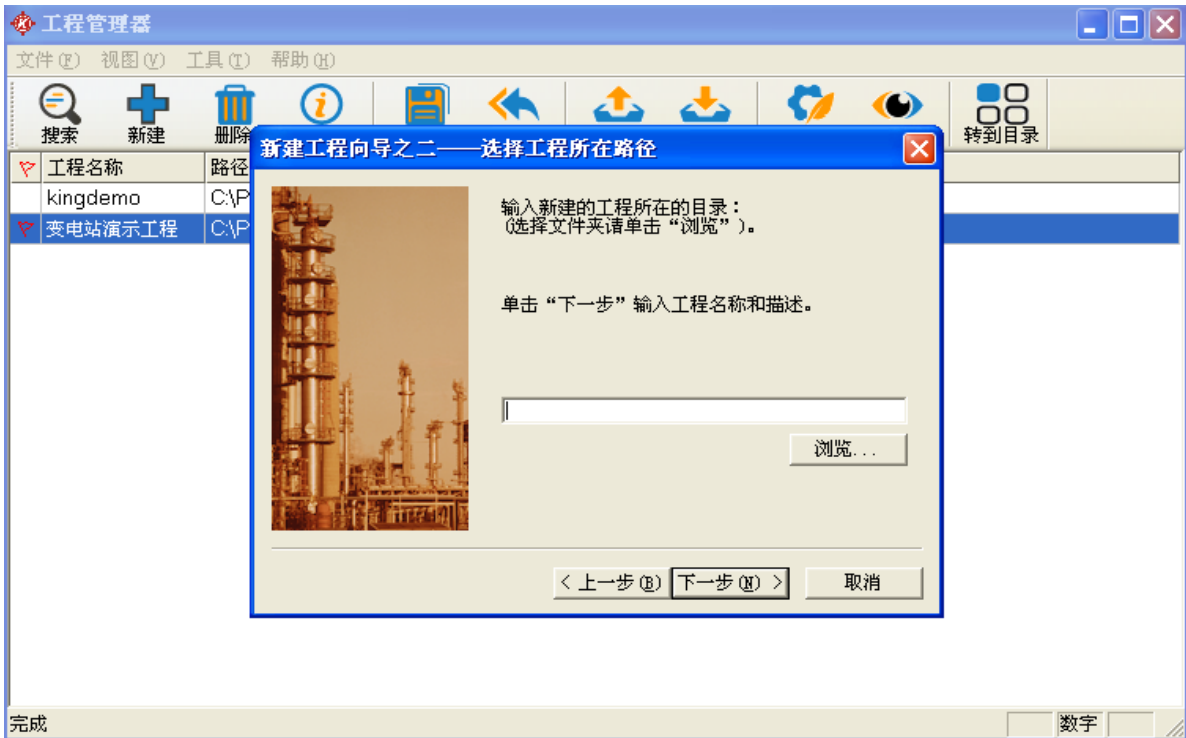 工程管理器
文件(F) 视图(V) 工具(T) 帮助(H)
搜索 新建 删除 转到目录
工程名称 路径
kingdemo C:\P
变电站演示工程 C:\P
新建工程向导之二——选择工程所在路径
输入新建的工程所在的目录：
(选择文件夹请单击“浏览”)。
单击“下一步”输入工程名称和描述。
浏览...
< 上一步(B) 下一步(N) > 取消
完成 数字